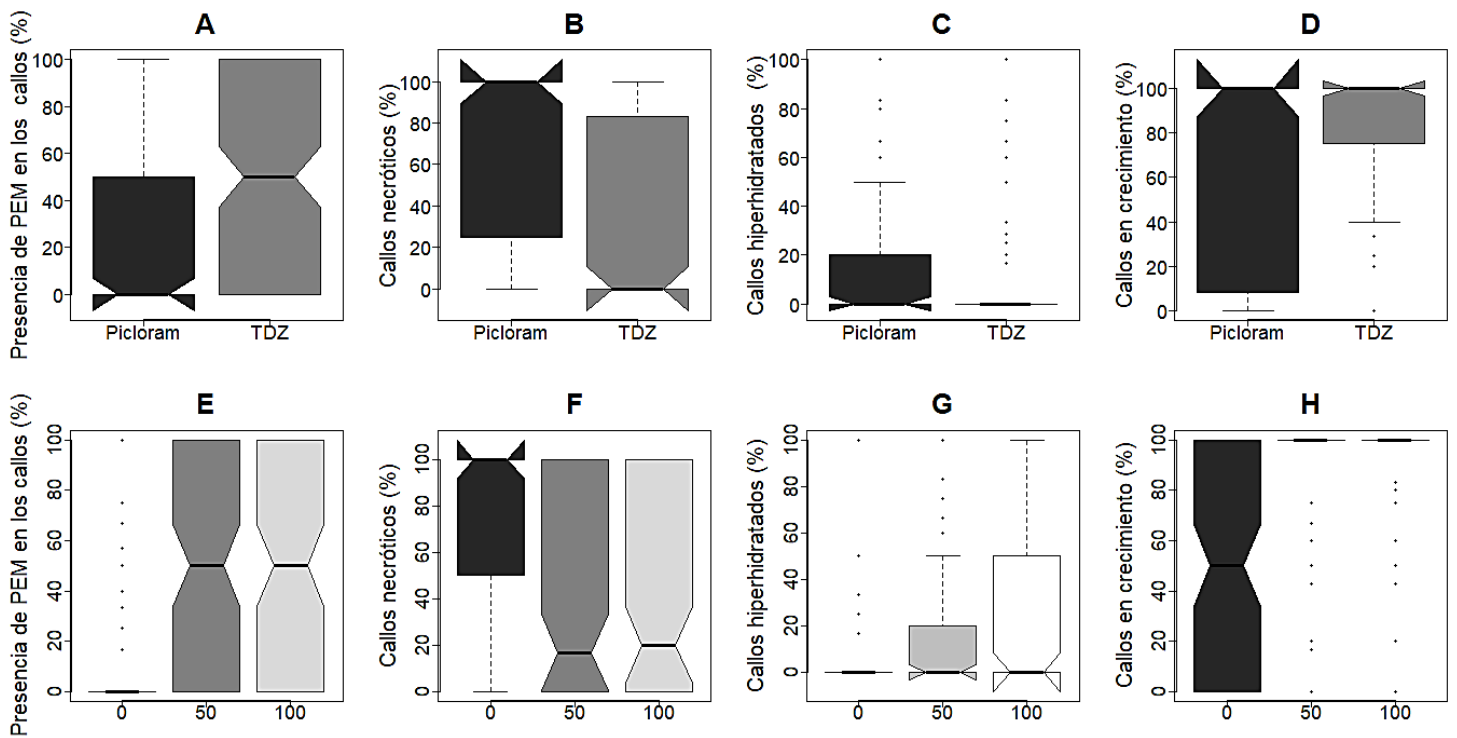 A
Presencia de PEM en los callos (%)
100
80
60
40
20
0
Picloram TDZ
B
Callos necróticos (%)
100
80
60
40
20
0
Picloram TDZ
C
Callos hiperhidratados (%)
100
80
60
40
20
0
Picloram TDZ
D
Callos en crecimiento (%)
100
80
60
40
20
0
Picloram TDZ
E
Presencia de PEM en los callos (%)
100
80
60
40
20
0
0 50 100
F
Callos necróticos (%)
100
80
60
40
20
0
0 50 100
G
Callos hiperhidratados (%)
100
80
60
40
20
0
0 50 100
H
Callos en crecimiento (%)
100
80
60
40
20
0
0 50 100